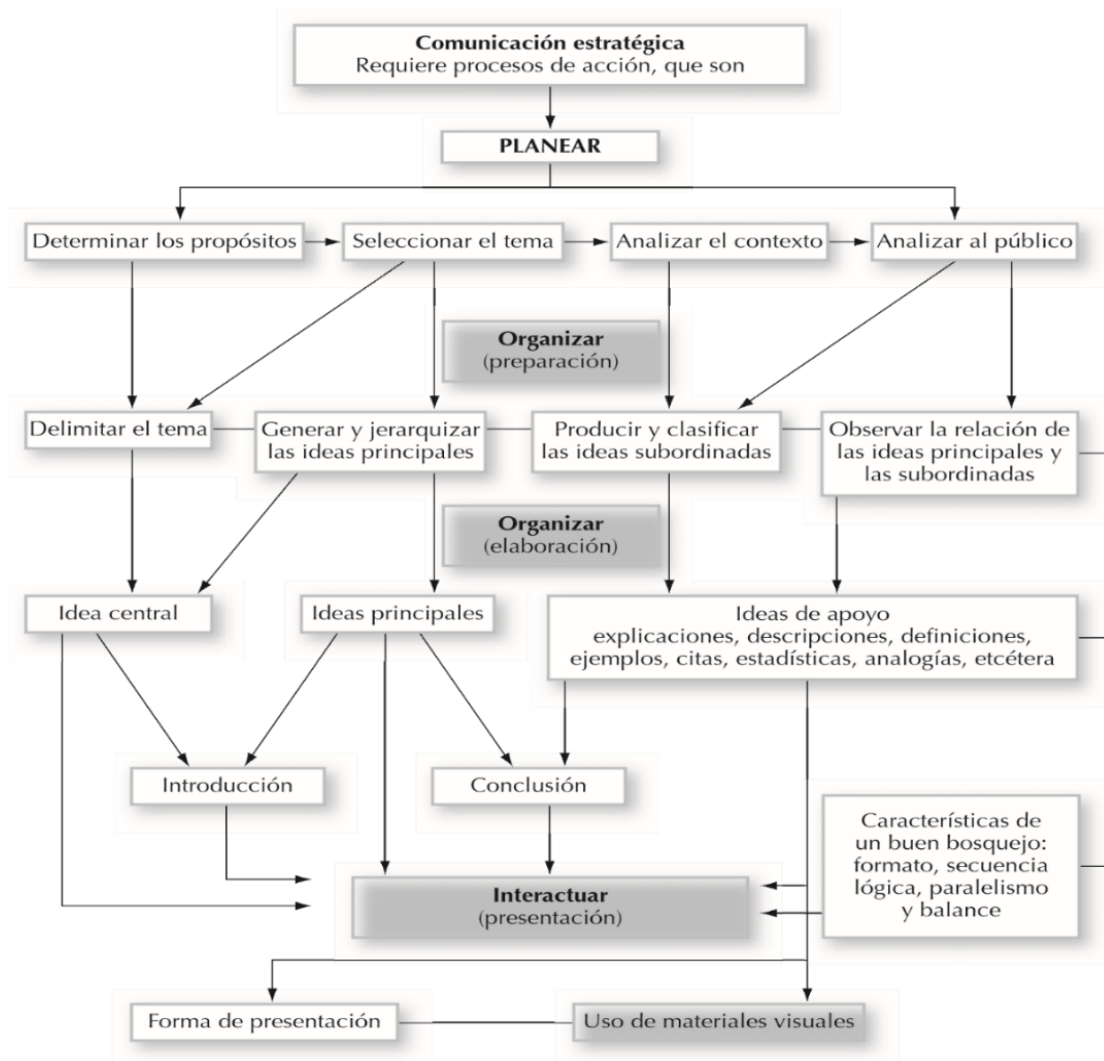 Comunicación estratégica
Requiere procesos de acción, que son
PLANEAR
Determinar los propósitos
Seleccionar el tema
Analizar el contexto
Analizar al público
Organizar
(preparación)
Delimitar el tema
Generar y jerarquizar
las ideas principales
Producir y clasificar
las ideas subordinadas
Observar la relación de
las ideas principales y
las subordinadas
Organizar
(elaboración)
Idea central
Ideas principales
Ideas de apoyo
explicaciones, descripciones, definiciones,
ejemplos, citas, estadísticas, analogías, etcétera
Introducción
Conclusión
Características de
un buen bosquejo:
formato, secuencia
lógica, paralelismo
y balance
Interactuar
(presentación)
Forma de presentación
Uso de materiales visuales